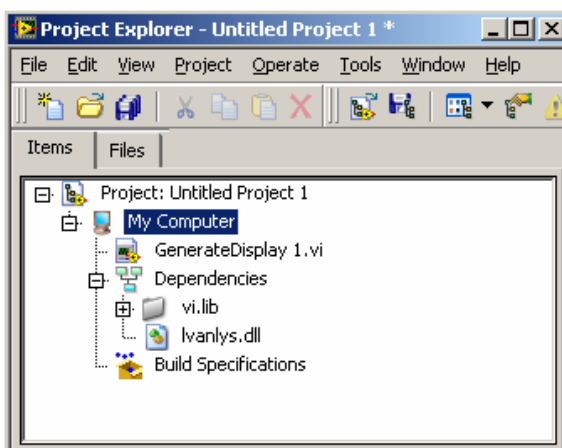 Project Explorer - Untitled Project 1 *
File Edit View Project Operate Tools Window Help
Items Files
Project: Untitled Project 1
My Computer
GenerateDisplay 1.vi
Dependencies
vi.lib
lvanlys.dll
Build Specifications